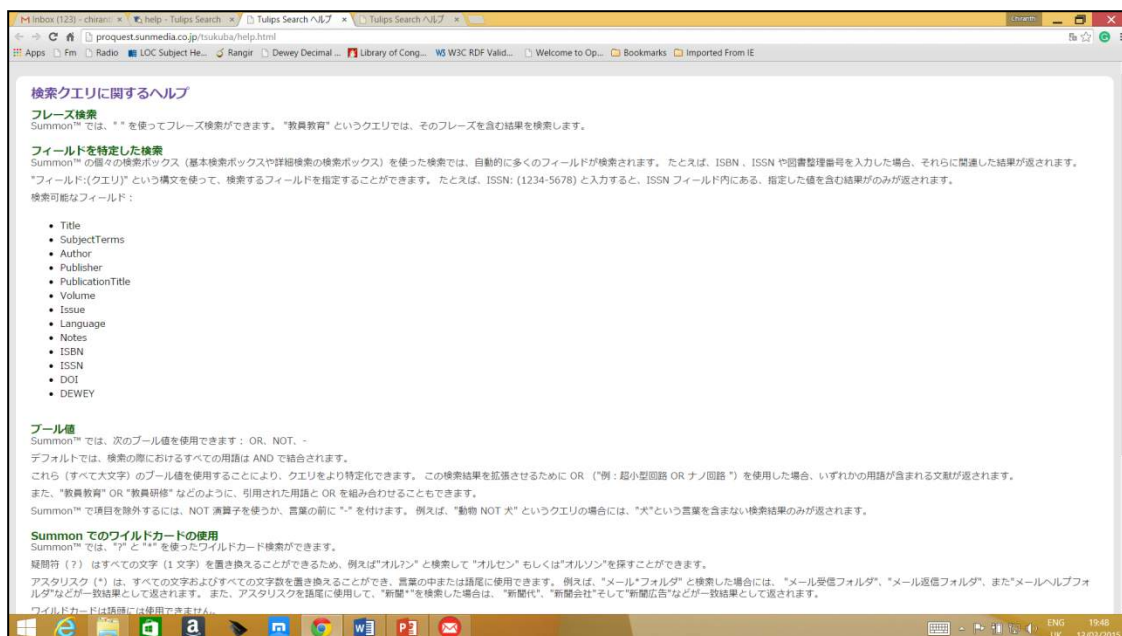 Inbox (123) - chirant
help - Tulips Search
Tulips Search ヘルプ
Tulips Search ヘルプ
Chiranth
proquest.sunmedia.co.jp/tsukuba/help.html
Apps Fm Radio LOC Subject He... Rangir Dewey Decimal ... Library of Cong... W3C RDF Valid... Welcome to Op... Bookmarks Imported From IE
検索クエリに関するヘルプ
フレーズ検索
Summon™ では、" " を使ってフレーズ検索ができます。 "教員教育" というクエリでは、そのフレーズを含む結果を検索します。
フィールドを特定した検索
Summon™ の個々の検索ボックス（基本検索ボックスや詳細検索の検索ボックス）を使った検索では、自動的に多くのフィールドが検索されます。 たとえば、ISBN 、ISSN や図書整理番号を入力した場合、それらに関連した結果が返されます。
"フィールド:(クエリ)" という構文を使って、検索するフィールドを指定することができます。 たとえば、ISSN: (1234-5678) と入力すると、ISSN フィールド内にある、指定した値を含む結果がのみが返されます。
検索可能なフィールド：
• Title
• SubjectTerms
• Author
• Publisher
• PublicationTitle
• Volume
• Issue
• Language
• Notes
• ISBN
• ISSN
• DOI
• DEWEY
ブール値
Summon™ では、次のブール値を使用できます： OR、NOT、-
デフォルトでは、検索の際におけるすべての用語は AND で結合されます。
これら（すべて大文字）のブール値を使用することにより、クエリをより特定化できます。 この検索結果を拡張させるために OR （"例：超小型回路 OR ナノ回路 "）を使用した場合、いずれかの用語が含まれる文献が返されます。
また、"教員教育" OR "教員研修" などのように、引用された用語と OR を組み合わせることもできます。
Summon™ で項目を除外するには、NOT 演算子を使うか、言葉の前に "-" を付けます。 例えば、"動物 NOT 犬" というクエリの場合には、"犬"という言葉を含まない検索結果のみが返されます。
Summon でのワイルドカードの使用
Summon™ では、"?" と "*" を使ったワイルドカード検索ができます。
疑問符（？） はすべての文字（1 文字）を置き換えることができるため、例えば"オル?ン" と検索して "オルセン" もしくは"オルソン"を探すことができます。
アスタリスク (*) は、すべての文字およびすべての文字数を置き換えることができ、言葉の中または語尾に使用できます。 例えば、"メール*フォルダ" と検索した場合には、 "メール受信フォルダ"、"メール返信フォルダ"、また"メールヘルプフォ
ルダ"などが一致結果として返されます。 また、アスタリスクを語尾に使用して、"新聞*"を検索した場合は、 "新聞代"、"新聞会社"そして"新聞広告"などが一致結果として返されます。
ワイルドカードは語頭には使用できません。
ENG 19:48
UK 13/03/2015